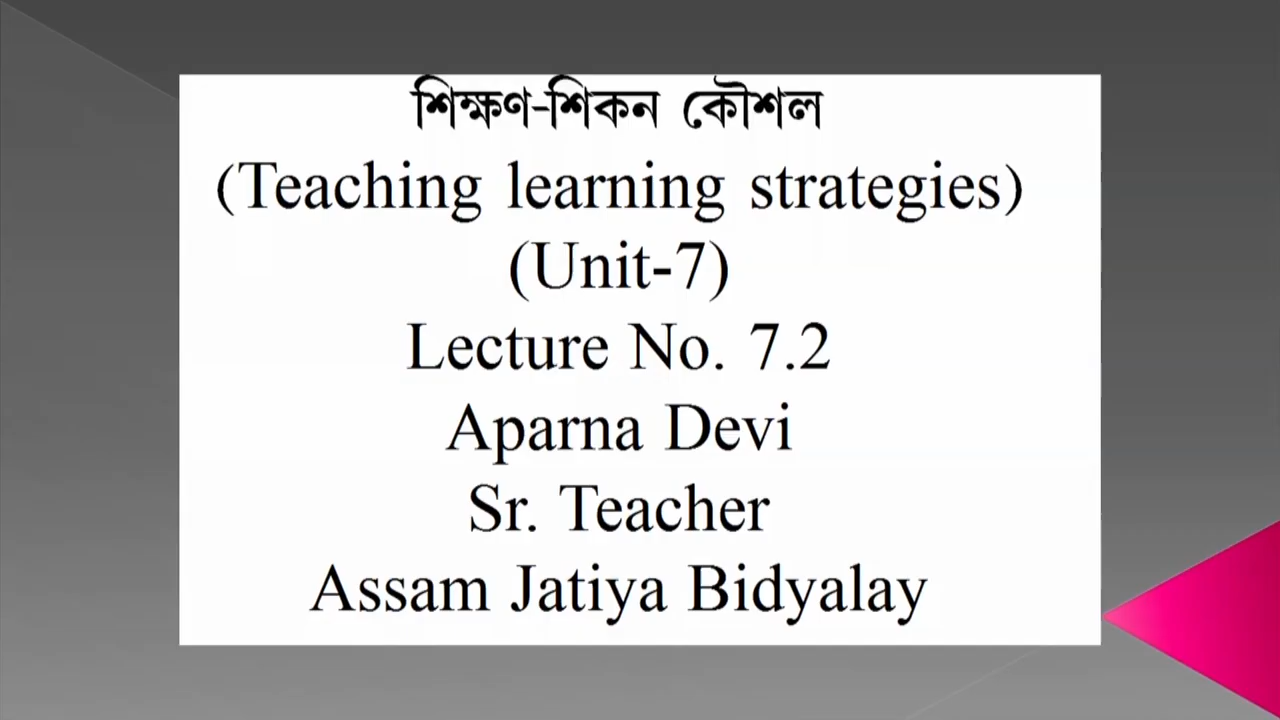 শিক্ষণ-শিকন কৌশল
(Teaching learning strategies)
(Unit-7)
Lecture No. 7.2
Aparna Devi
Sr. Teacher
Assam Jatiya Bidyalay